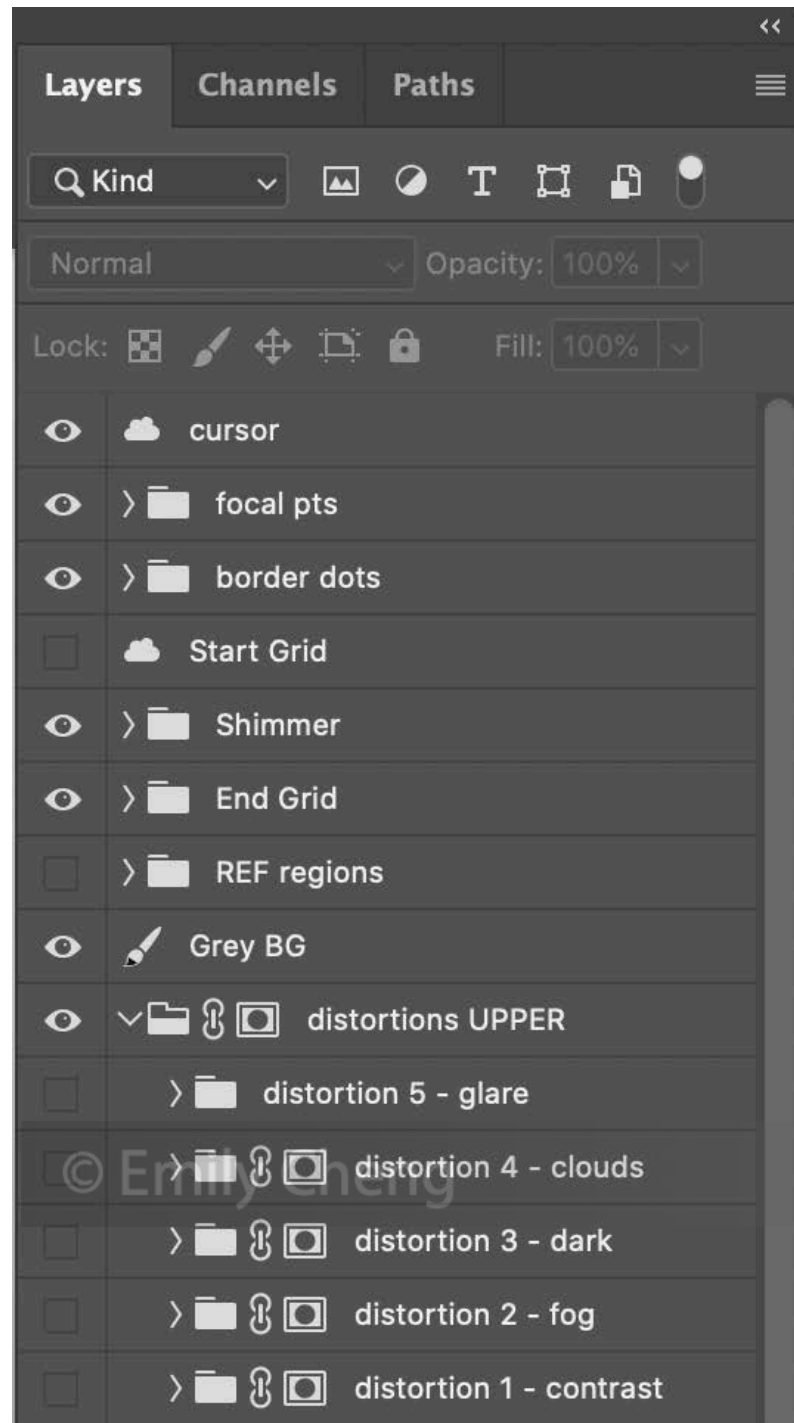 Layers Channels Paths
Kind
Normal Opacity: 100%
Lock: Fill: 100%
cursor
focal pts
border dots
Start Grid
Shimmer
End Grid
REF regions
Grey BG
distortions UPPER
distortion 5 - glare
distortion 4 - clouds
© Emily Cheng
distortion 3 - dark
distortion 2 - fog
distortion 1 - contrast